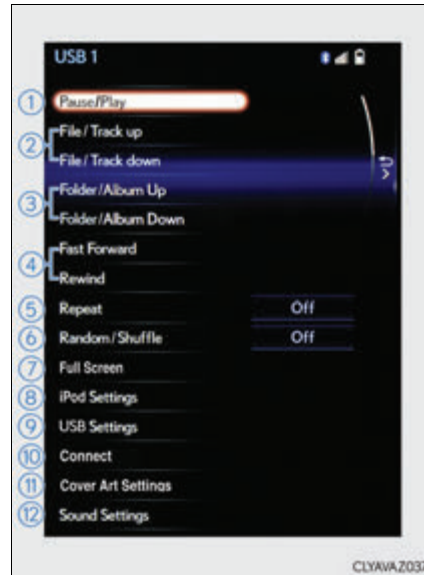 USB 1
1 Pause/Play
2 File / Track up
File / Track down
3 Folder/Album Up
Folder/Album Down
4 Fast Forward
Rewind
5 Repeat Off
6 Random/Shuffle Off
7 Full Screen
8 iPod Settings
9 USB Settings
10 Connect
11 Cover Art Settings
12 Sound Settings
CLYAVAZ037